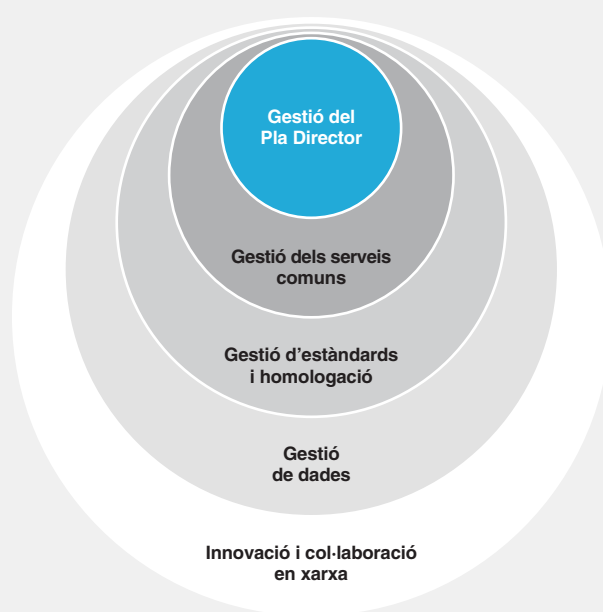 Gestió del
Pla Director
Gestió dels serveis
comuns
Gestió d’estàndards
i homologació
Gestió
de dades
Innovació i col·laboració
en xarxa